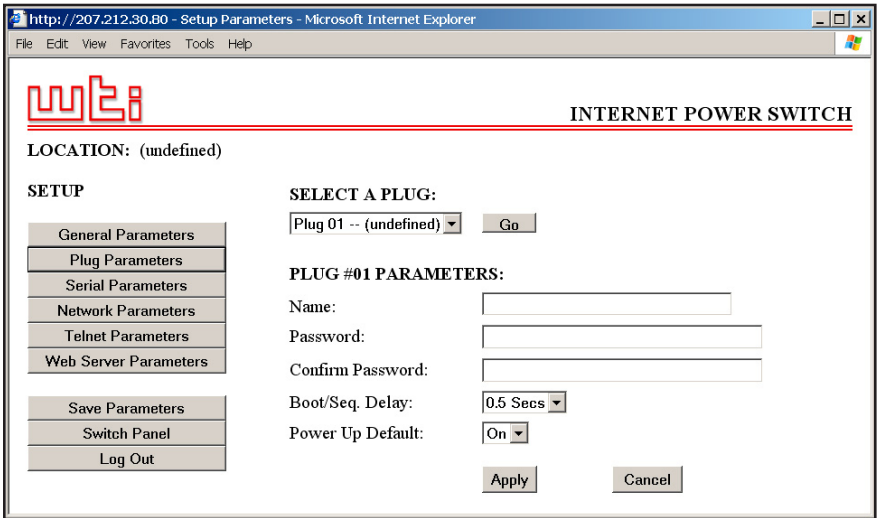 http://207.212.30.80 - Setup Parameters - Microsoft Internet Explorer
File Edit View Favorites Tools Help
wti
INTERNET POWER SWITCH
LOCATION: (undefined)
SETUP
General Parameters
Plug Parameters
Serial Parameters
Network Parameters
Telnet Parameters
Web Server Parameters
Save Parameters
Switch Panel
Log Out
SELECT A PLUG:
Plug 01 -- (undefined) Go
PLUG #01 PARAMETERS:
Name:
Password:
Confirm Password:
Boot/Seq. Delay: 0.5 Secs
Power Up Default: On
Apply Cancel